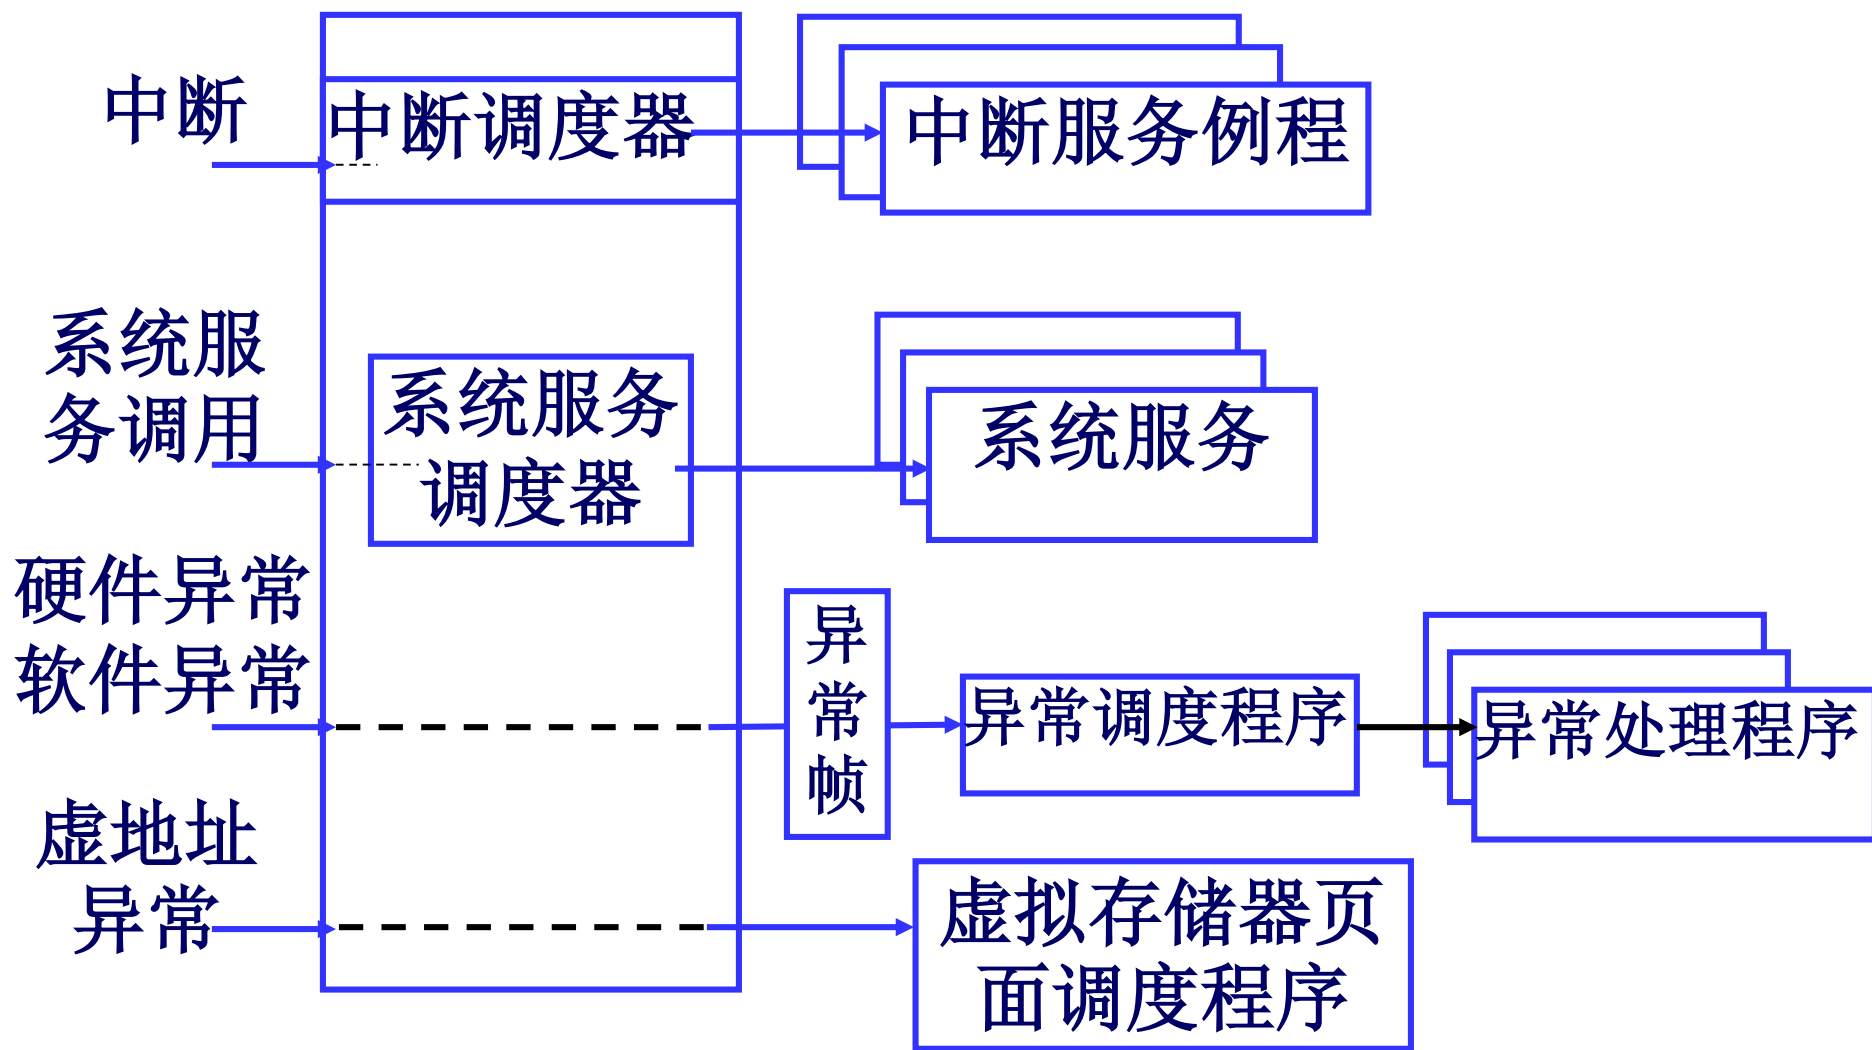 中断
中断调度器
中断服务例程
系统服
务调用
系统服务
调度器
系统服务
硬件异常
软件异常
异
常
帧
异常调度程序
异常处理程序
虚地址
异常
虚拟存储器页
面调度程序